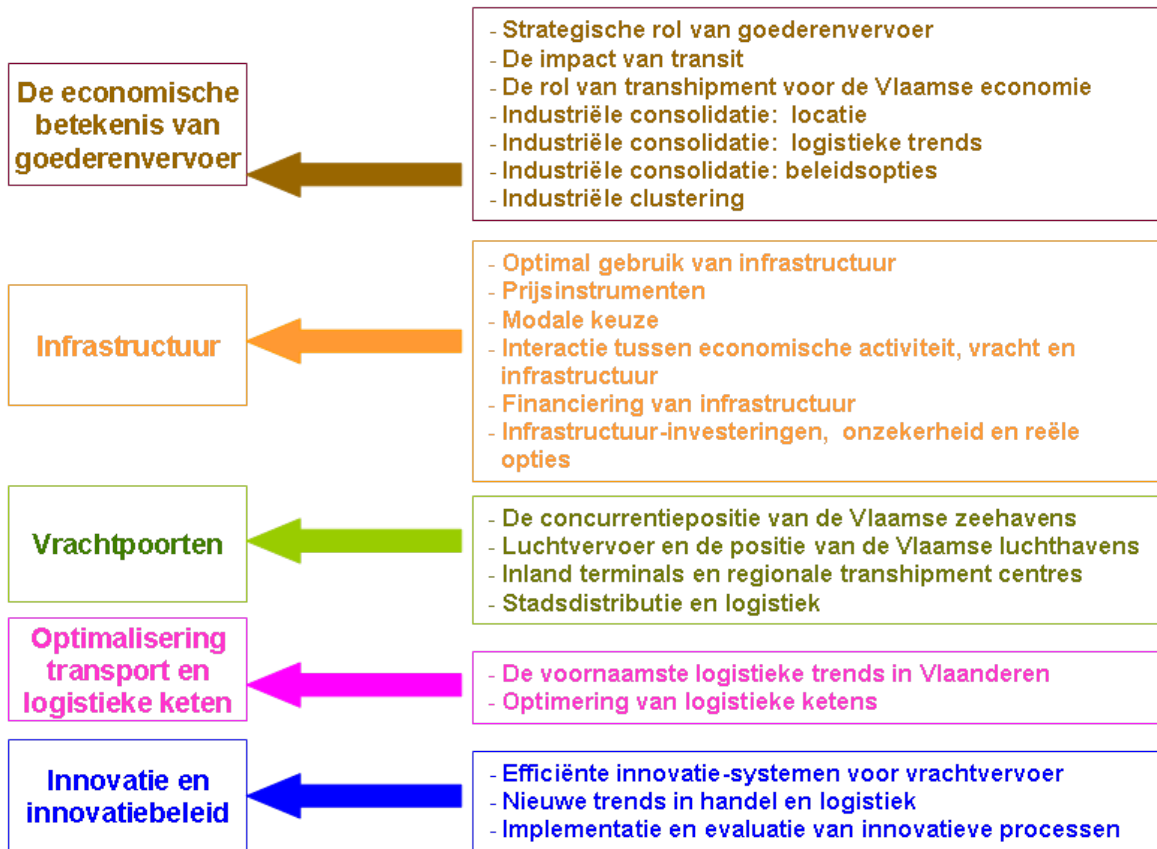 De economische
betekenis van
goederenvervoer
- Strategische rol van goederenvervoer
- De impact van transit
- De rol van transhipment voor de Vlaamse economie
- Industriële consolidatie: locatie
- Industriële consolidatie: logistieke trends
- Industriële consolidatie: beleidsopties
- Industriële clustering
Infrastructuur
- Optimal gebruik van infrastructuur
- Prijsinstrumenten
- Modale keuze
- Interactie tussen economische activiteit, vracht en
infrastructuur
- Financiering van infrastructuur
- Infrastructuur-investeringen, onzekerheid en reële
opties
Vrachtpoorten
- De concurrentiepositie van de Vlaamse zeehavens
- Luchtvervoer en de positie van de Vlaamse luchthavens
- Inland terminals en regionale transhipment centres
- Stadsdistributie en logistiek
Optimalisering
transport en
logistieke keten
- De voornaamste logistieke trends in Vlaanderen
- Optimering van logistieke ketens
Innovatie en
innovatiebeleid
- Efficiënte innovatie-systemen voor vrachtvervoer
- Nieuwe trends in handel en logistiek
- Implementatie en evaluatie van innovatieve processen